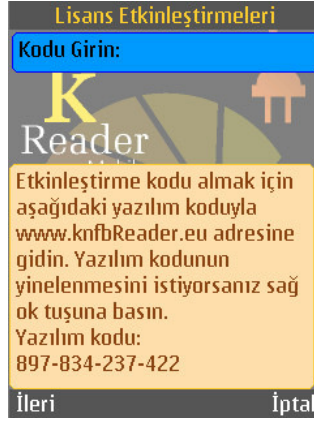 Lisans Etkinleştirmeleri
Kodu Girin:
K
Reader
Etkinleştirme kodu almak için
aşağıdaki yazılım koduyla
www.knfbReader.eu adresine
gidin. Yazılım kodunun
yinelenmesini istiyorsanız sağ
ok tuşuna basın.
Yazılım kodu:
897-834-237-422
İleri İptal